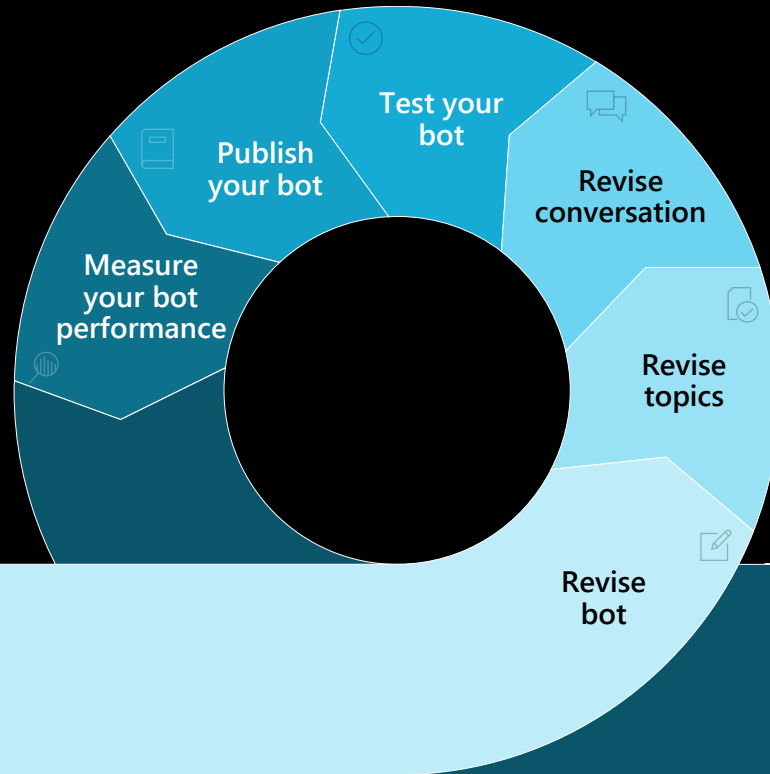 Test your
bot
Publish
your bot
Revise
conversation
Measure
your bot
performance
Revise
topics
Revise
bot